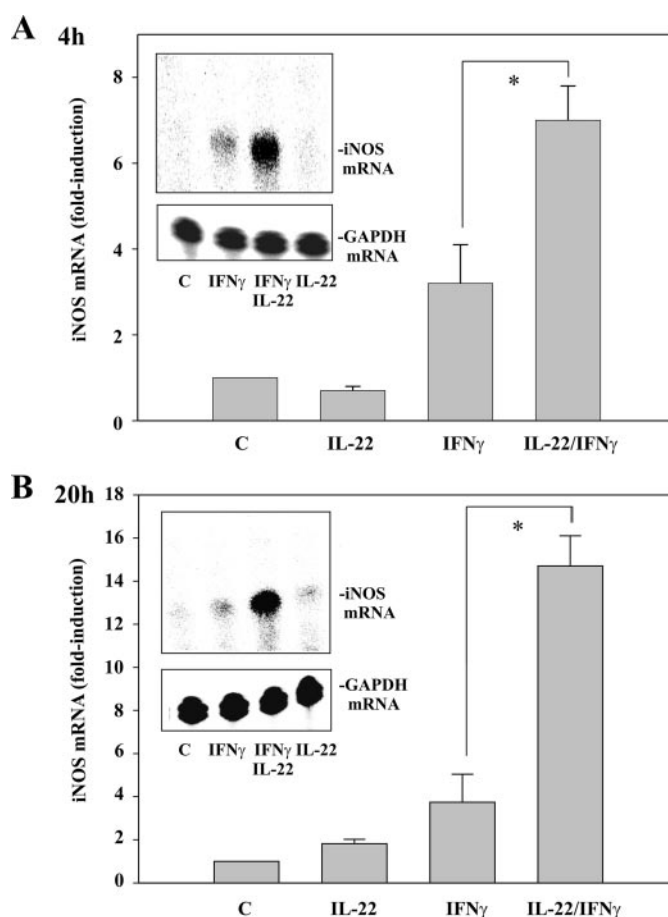 A 4h
iNOS mRNA (fold-induction)
8
6
4
2
0
-iNOS
mRNA
-GAPDH
mRNA
C IFNγ IFNγ IL-22
IL-22
*
C IL-22 IFNγ IL-22/IFNγ
B 20h
iNOS mRNA (fold-induction)
18
16
14
12
10
8
6
4
2
0
-iNOS
mRNA
-GAPDH
mRNA
C IFNγ IFNγ IL-22
IL-22
*
C IL-22 IFNγ IL-22/IFNγ